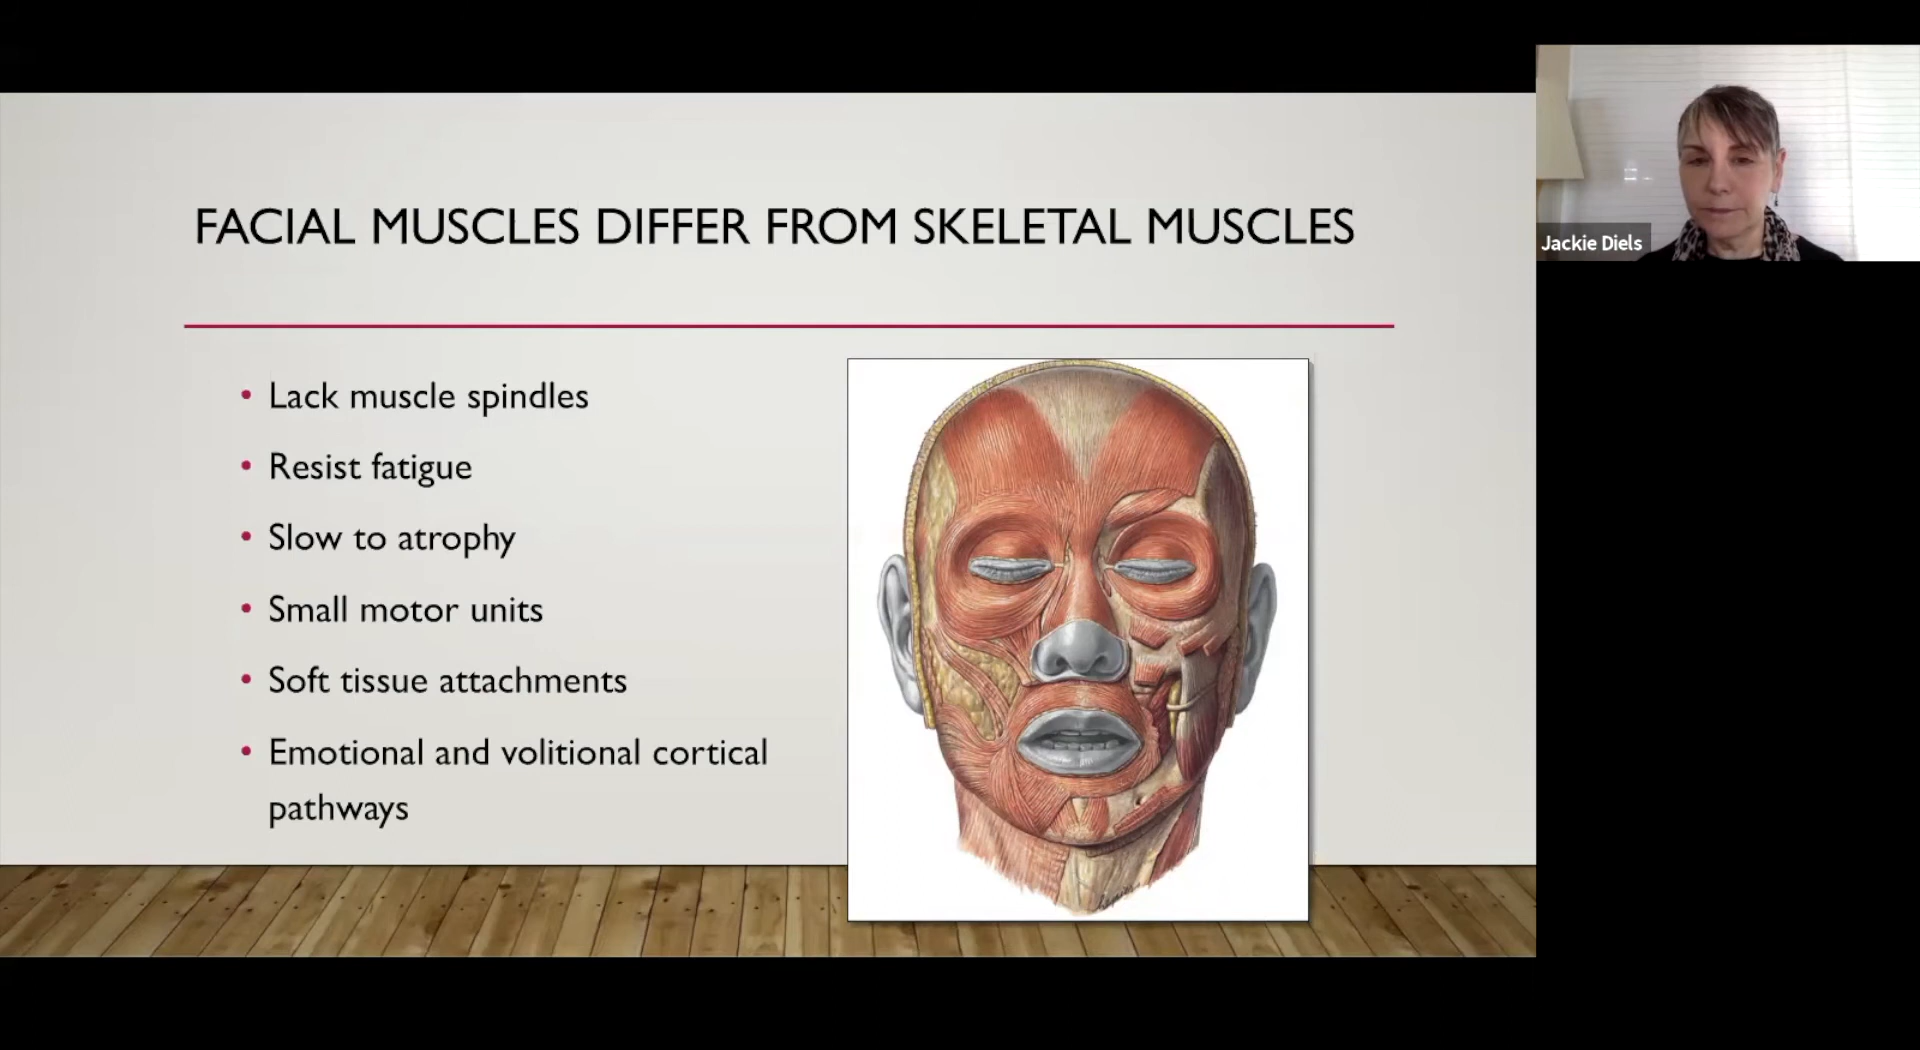 FACIAL MUSCLES DIFFER FROM SKELETAL MUSCLES
• Lack muscle spindles
• Resist fatigue
• Slow to atrophy
• Small motor units
• Soft tissue attachments
• Emotional and volitional cortical
pathways
Jackie Diels